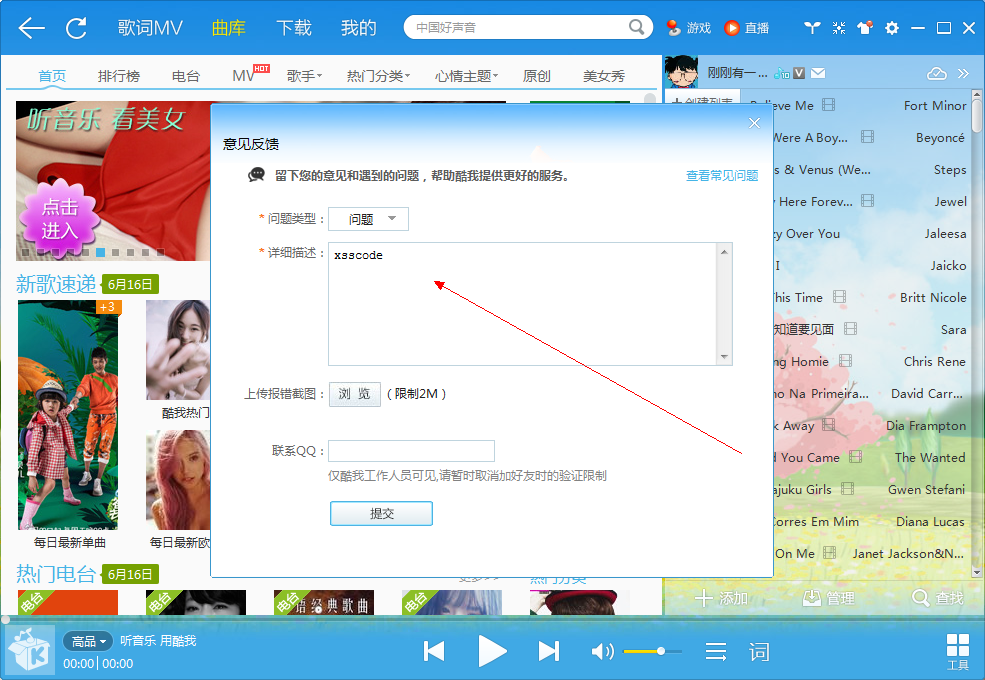 歌词MV 曲库 下载 我的 中国好声音 游戏 直播
首页 排行榜 电台 MV HOT 歌手 热门分类 心情主题 原创 美女秀
刚刚有一... V
听音乐 看美女
点击
进入
新歌速递 6月16日
+3
酷我热门
每日最新单曲 每日最新欧
热门电台 6月16日
电台 电台 电台 电台
语经典歌曲
意见反馈
留下您的意见和遇到的问题，帮助酷我提供更好的服务。 查看常见问题
*问题类型： 问题
*详细描述： xsscode
上传报错截图： 浏 览 (限制2M)
联系QQ：
仅酷我工作人员可见,请暂时取消加好友时的验证限制
提交
创建列表
eve Me Fort Minor
Were A Boy... Beyoncé
s & Venus (We... Steps
Here Forev... Jewel
zy Over You Jaleesa
I Jaicko
his Time Britt Nicole
知道要见面 Sara
ng Homie Chris Rene
no Na Primeira... David Carr...
k Away Dia Frampton
d You Came The Wanted
ajuku Girls Gwen Stefani
Corres Em Mim Diana Lucas
On Me Janet Jackson&N...
添加 管理 查找
高品 听音乐 用酷我
00:00 | 00:00
词
工具